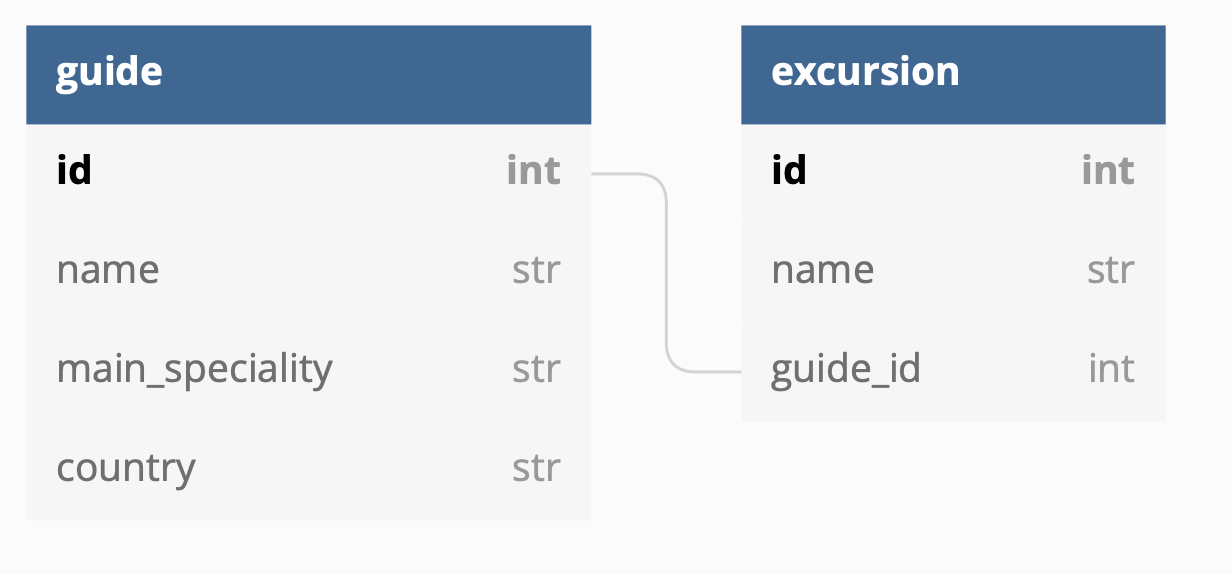 guide
id int
name str
main_speciality str
country str
excursion
id int
name str
guide_id int